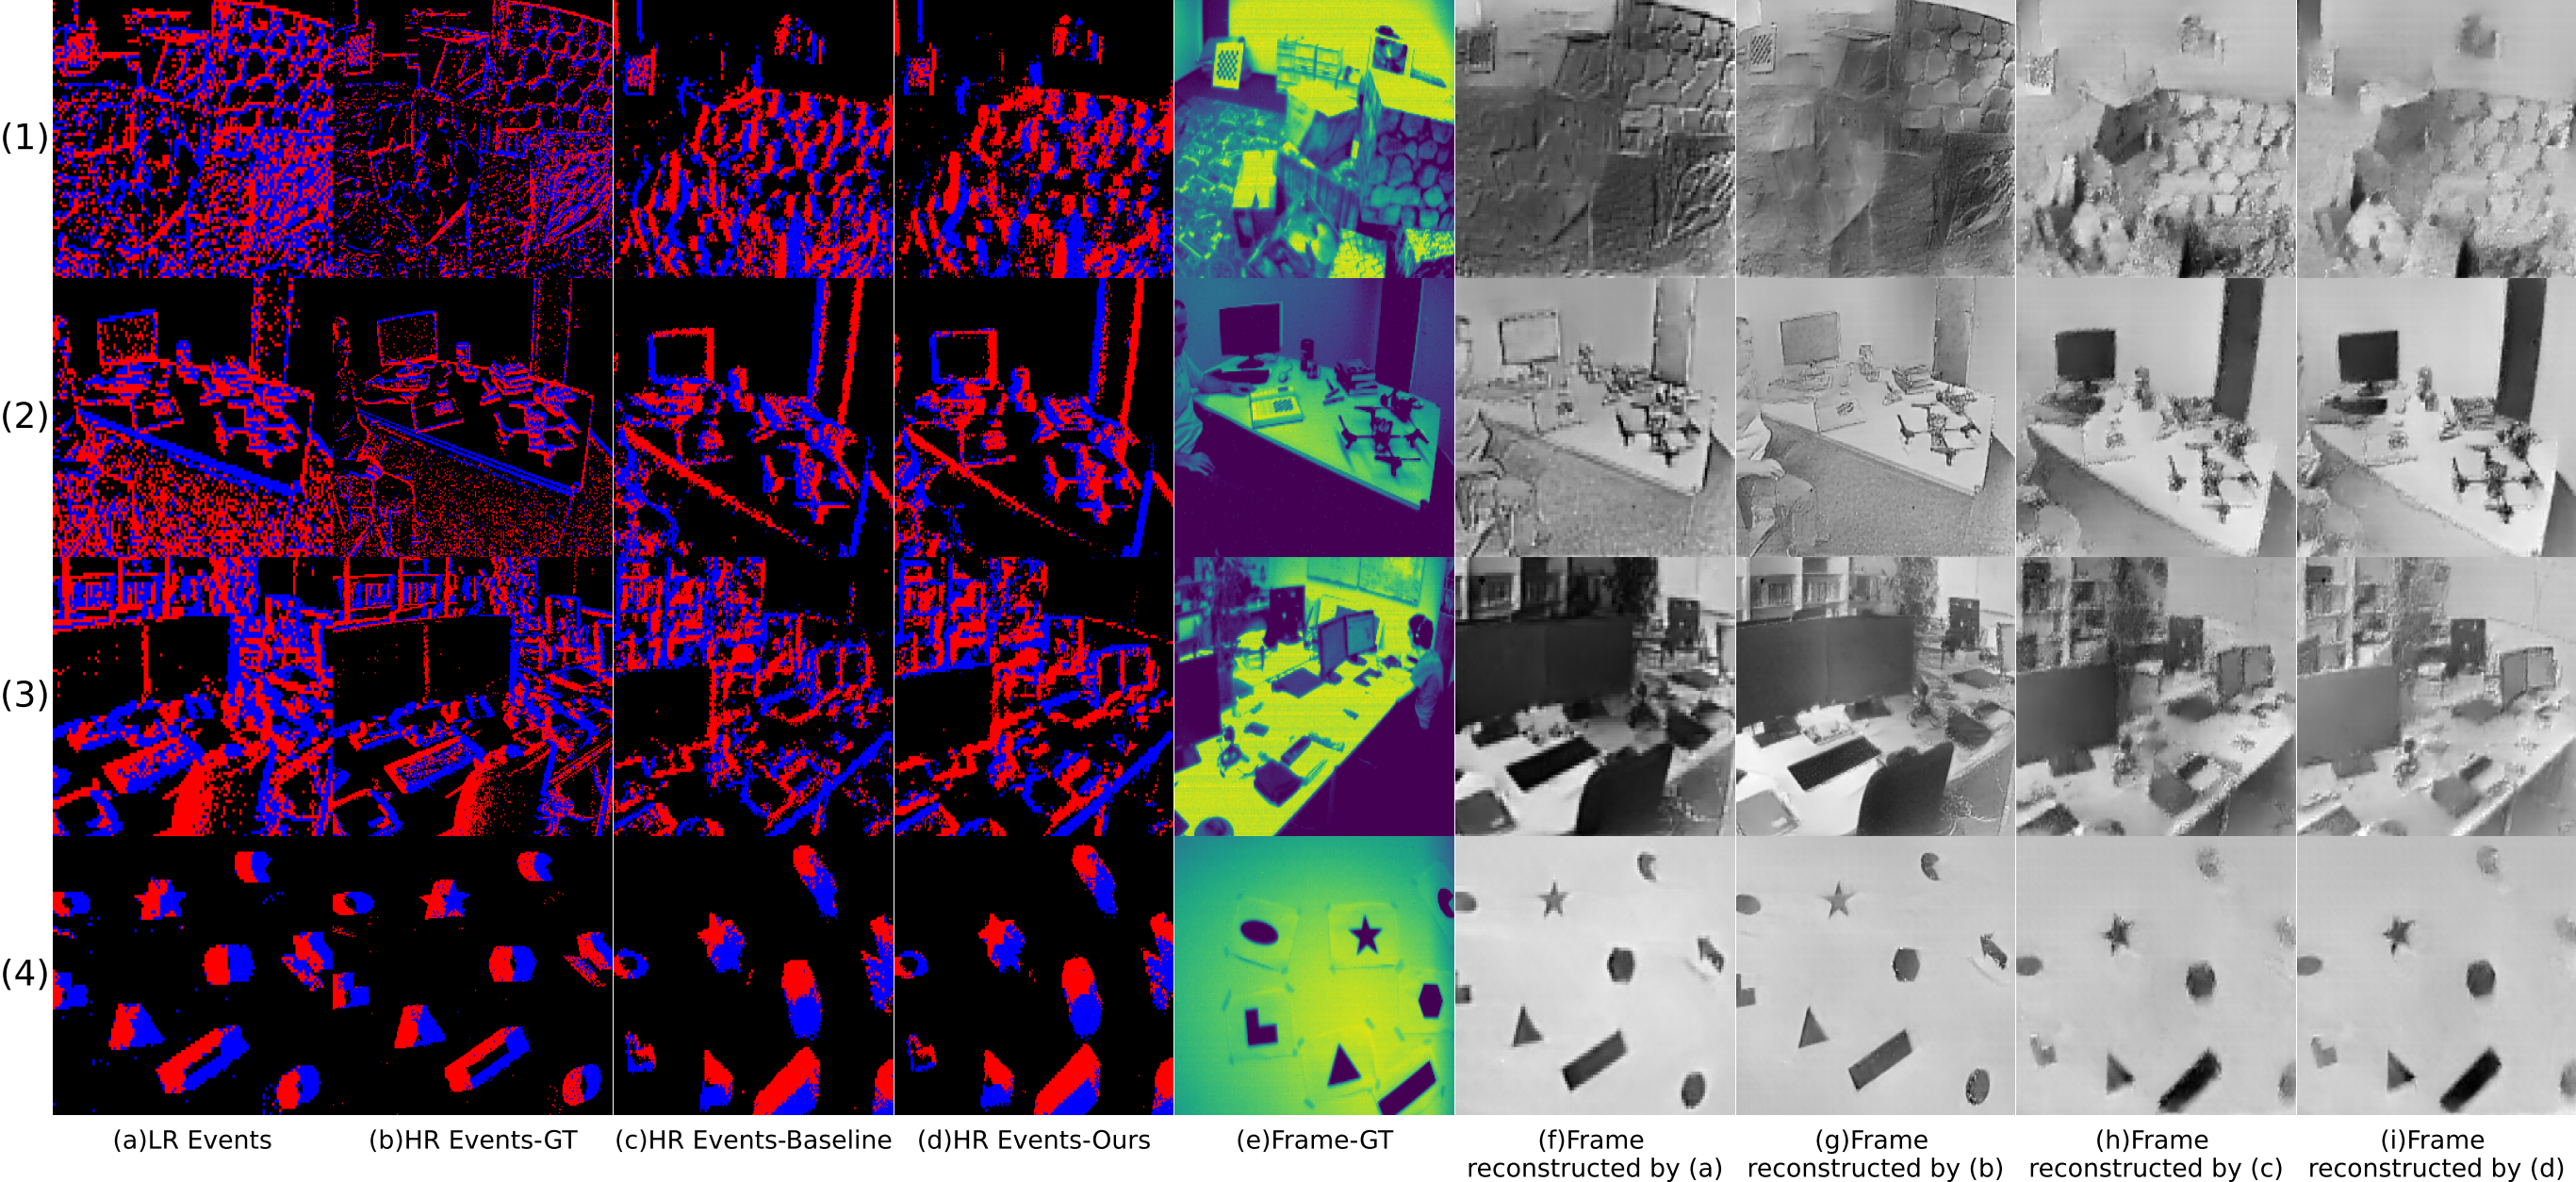 (1)
(2)
(3)
(4)
(a)LR Events
(b)HR Events-GT
(c)HR Events-Baseline
(d)HR Events-Ours
(e)Frame-GT
(f)Frame
reconstructed by (a)
(g)Frame
reconstructed by (b)
(h)Frame
reconstructed by (c)
(i)Frame
reconstructed by (d)